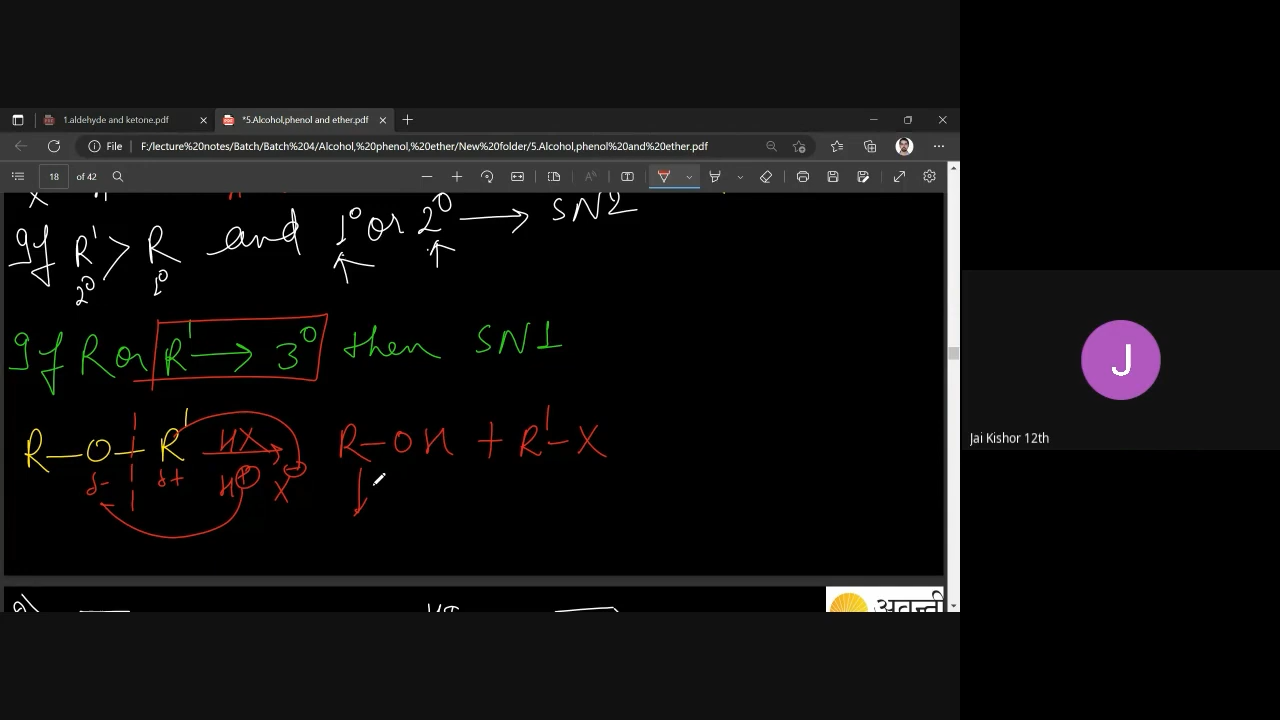 1.aldehyde and ketone.pdf
*5.Alcohol,phenol and ether.pdf
File F:/lecture%20notes/Batch/Batch%204/Alcohol,%20phenol,%20ether/New%20folder/5.Alcohol,phenol%20and%20ether.pdf
18 of 42
X
If R' > R and 1° or 2° → SN2
2° 1°
If R or R' → 3° then SN1
R—O—R' HX → R—OH + R'—X
δ- δ+ H⊕ X⊖
Jai Kishor 12th
J
अवन्ती